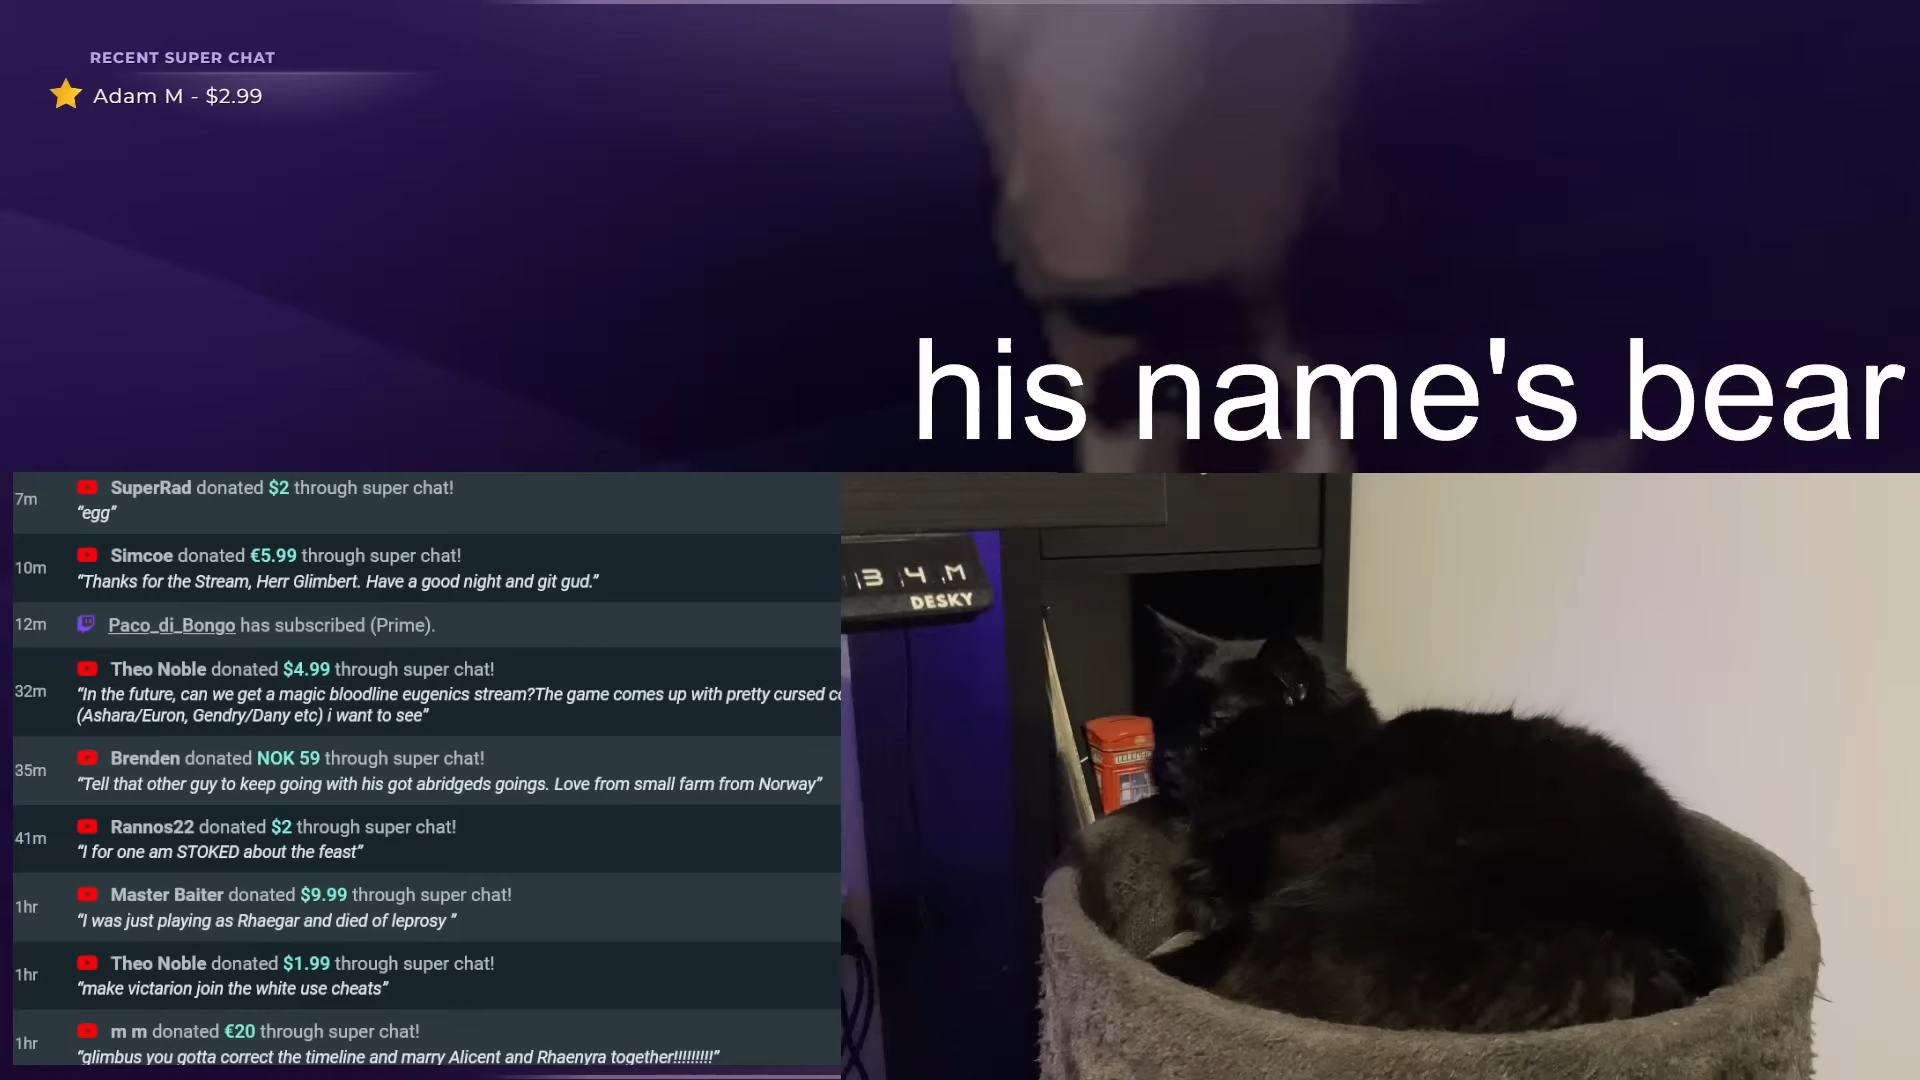 RECENT SUPER CHAT
Adam M - $2.99
his name's bear
7m
SuperRad donated $2 through super chat!
“egg”
10m
Simcoe donated €5.99 through super chat!
“Thanks for the Stream, Herr Glimbert. Have a good night and git gud.”
12m
Paco_di_Bongo has subscribed (Prime).
32m
Theo Noble donated $4.99 through super chat!
“In the future, can we get a magic bloodline eugenics stream?The game comes up with pretty cursed
(Ashara/Euron, Gendry/Dany etc) i want to see”
35m
Brenden donated NOK 59 through super chat!
“Tell that other guy to keep going with his got abridgeds goings. Love from small farm from Norway”
41m
Rannos22 donated $2 through super chat!
“I for one am STOKED about the feast”
1hr
Master Baiter donated $9.99 through super chat!
“I was just playing as Rhaegar and died of leprosy ”
1hr
Theo Noble donated $1.99 through super chat!
“make victarion join the white use cheats”
1hr
m m donated €20 through super chat!
“glimbus you gotta correct the timeline and marry Alicent and Rhaenyra together!!!!!!!!!”
3 4 M
DESKY
TELEPHONE